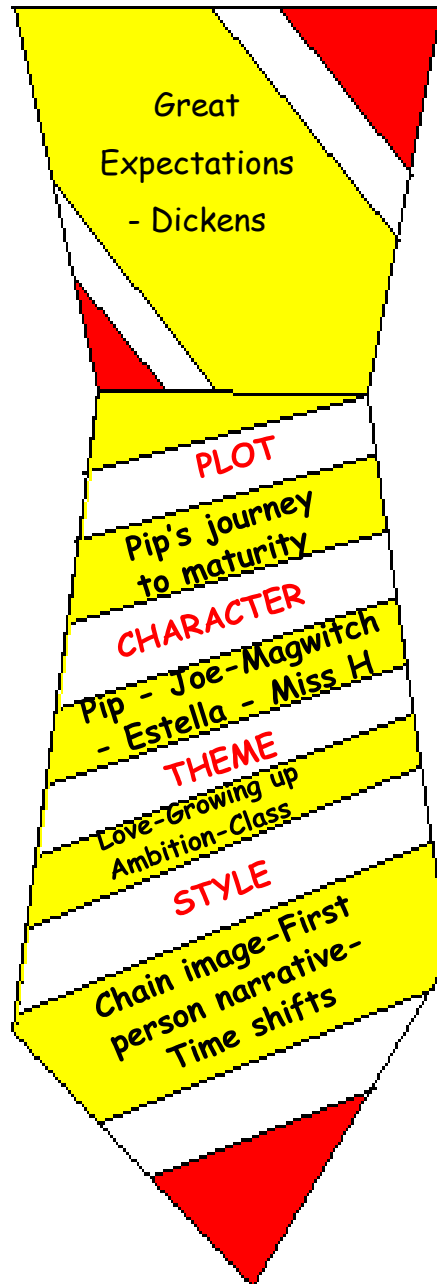 Great
Expectations
- Dickens
PLOT
Pip's journey
to maturity
CHARACTER
Pip - Joe-Magwitch
- Estella - Miss H
THEME
Love-Growing up
Ambition-Class
STYLE
Chain image-First
person narrative-
Time shifts